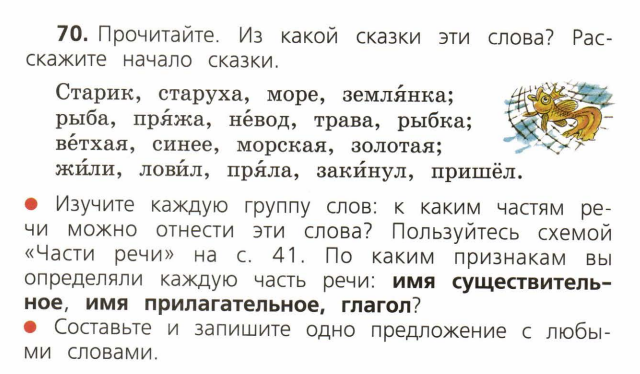 70. Прочитайте. Из какой сказки эти слова? Рас-
скажите начало сказки.
Старик, старуха, море, земля́нка;
рыба, пря́жа, не́вод, трава, рыбка;
ве́тхая, синее, морская, золотая;
жи́ли, лови́л, пря́ла, заки́нул, пришёл.
● Изучите каждую группу слов: к каким частям ре-
чи можно отнести эти слова? Пользуйтесь схемой
«Части речи» на с. 41. По каким признакам вы
определяли каждую часть речи: имя существитель-
ное, имя прилагательное, глагол?
● Составьте и запишите одно предложение с любы-
ми словами.